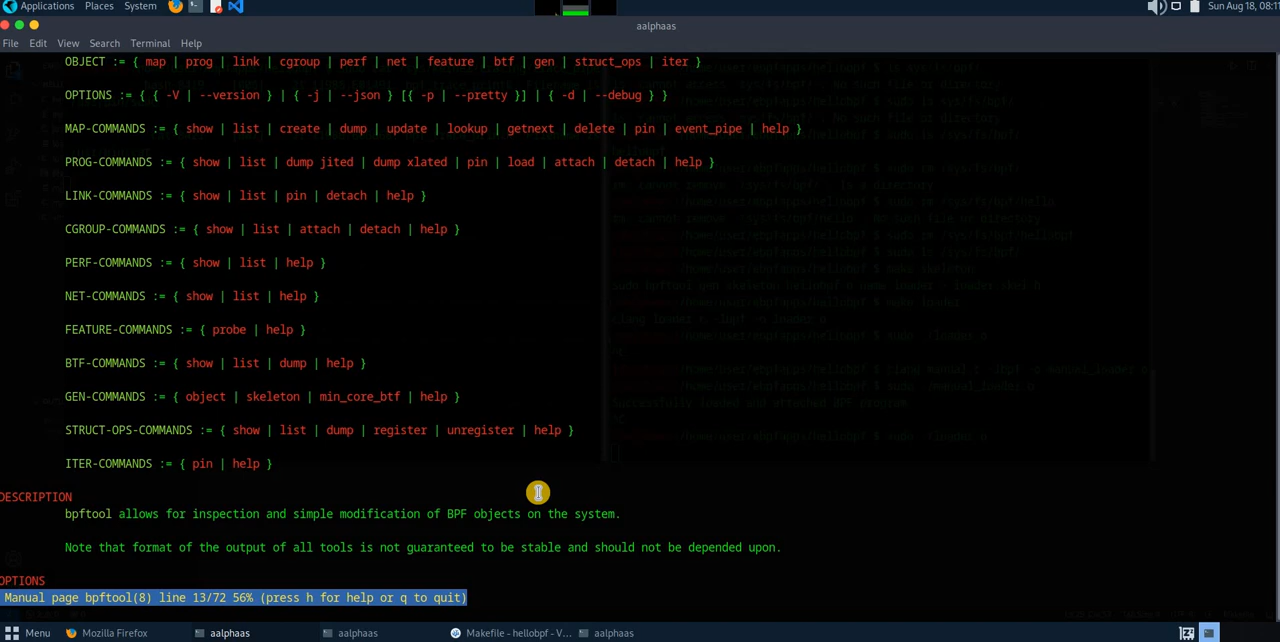 Applications Places System Sun Aug 18, 08:11
aalphaas
File Edit View Search Terminal Help
OBJECT := { map | prog | link | cgroup | perf | net | feature | btf | gen | struct_ops | iter }
OPTIONS := { { -V | --version } | { -j | --json } [{ -p | --pretty }] | { -d | --debug } }
MAP-COMMANDS := { show | list | create | dump | update | lookup | getnext | delete | pin | event_pipe | help }
PROG-COMMANDS := { show | list | dump jited | dump xlated | pin | load | attach | detach | help }
LINK-COMMANDS := { show | list | pin | detach | help }
CGROUP-COMMANDS := { show | list | attach | detach | help }
PERF-COMMANDS := { show | list | help }
NET-COMMANDS := { show | list | help }
FEATURE-COMMANDS := { probe | help }
BTF-COMMANDS := { show | list | dump | help }
GEN-COMMANDS := { object | skeleton | min_core_btf | help }
STRUCT-OPS-COMMANDS := { show | list | dump | register | unregister | help }
ITER-COMMANDS := { pin | help }
DESCRIPTION
bpftool allows for inspection and simple modification of BPF objects on the system.
Note that format of the output of all tools is not guaranteed to be stable and should not be depended upon.
OPTIONS
Manual page bpftool(8) line 13/72 56% (press h for help or q to quit)
Menu Mozilla Firefox aalphaas aalphaas Makefile - hellobpf - V... aalphaas